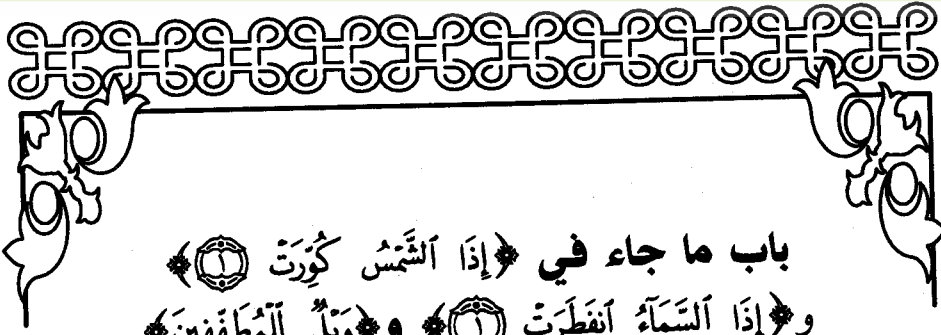 باب ما جاء في ﴿إِذَا ٱلشَّمْسُ كُوِّرَتْ ۝١﴾
و﴿إِذَا ٱلسَّمَآءُ ٱنفَطَرَتْ ۝١﴾ و﴿وَيْلٌ لِّلْمُطَفِّفِينَ﴾